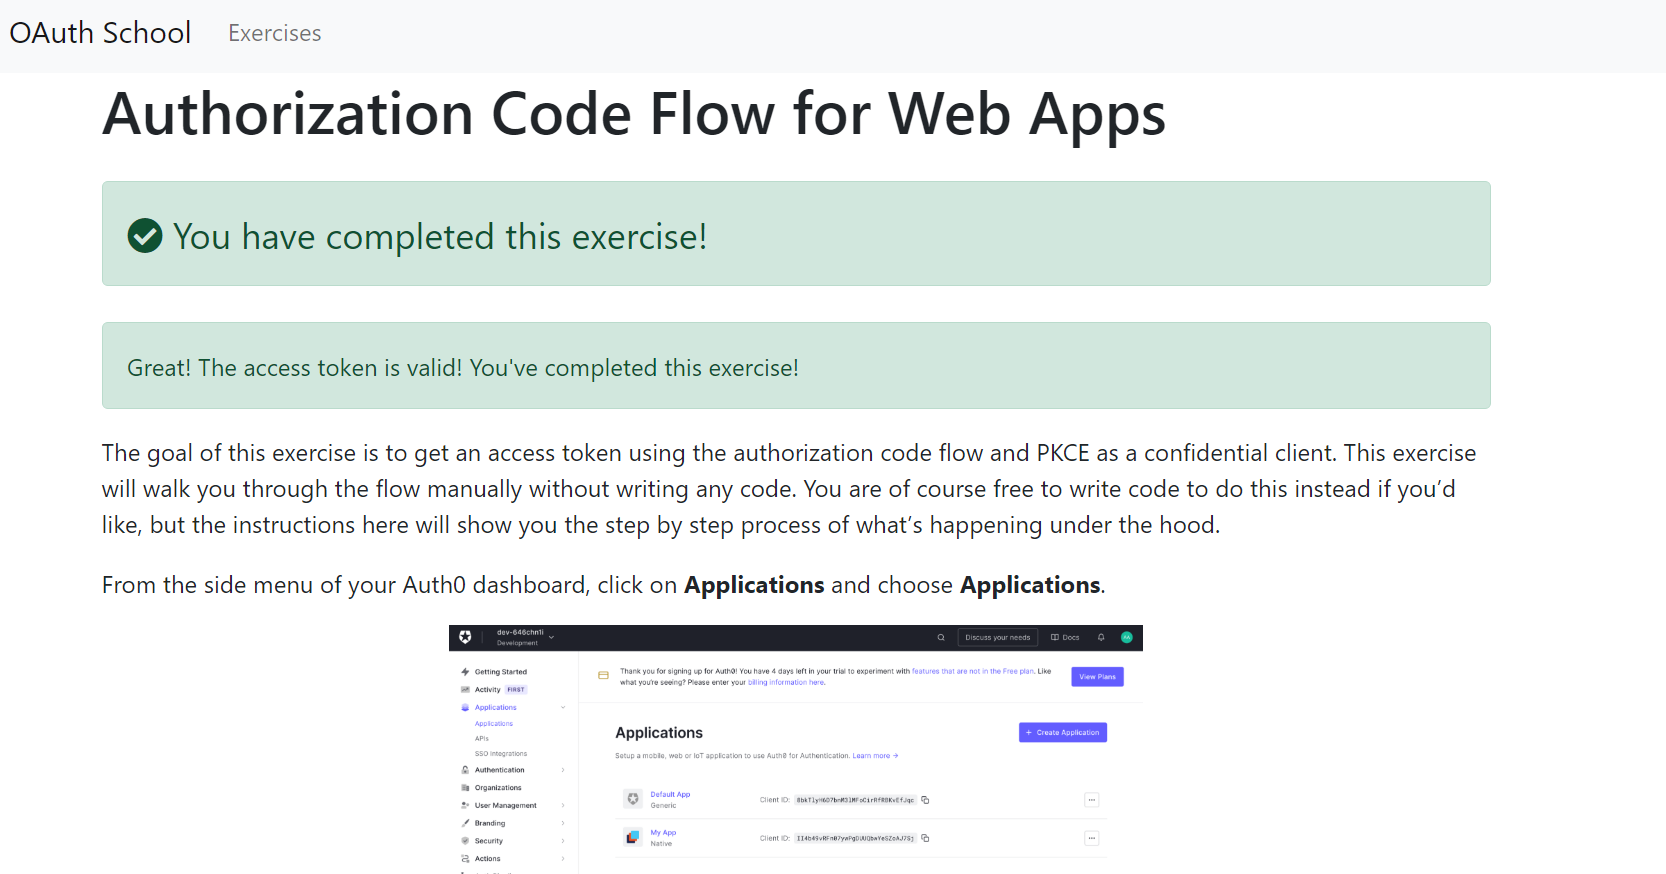 OAuth School Exercises
Authorization Code Flow for Web Apps
You have completed this exercise!
Great! The access token is valid! You've completed this exercise!
The goal of this exercise is to get an access token using the authorization code flow and PKCE as a confidential client. This exercise
will walk you through the flow manually without writing any code. You are of course free to write code to do this instead if you’d
like, but the instructions here will show you the step by step process of what’s happening under the hood.
From the side menu of your Auth0 dashboard, click on Applications and choose Applications.
dev-646chn1i
Development
Discuss your needs
Docs
Getting Started
Activity FIRST
Applications
Applications
APIs
SSO Integrations
Authentication
Organizations
User Management
Branding
Security
Actions
Thank you for signing up for Auth0! You have 4 days left in your trial to experiment with features that are not in the Free plan. Like
what you're seeing? Please enter your billing information here.
View Plans
Applications
+ Create Application
Setup a mobile, web or IoT application to use Auth0 for Authentication. Learn more →
Default App
Generic
Client ID:
My App
Native
Client ID: